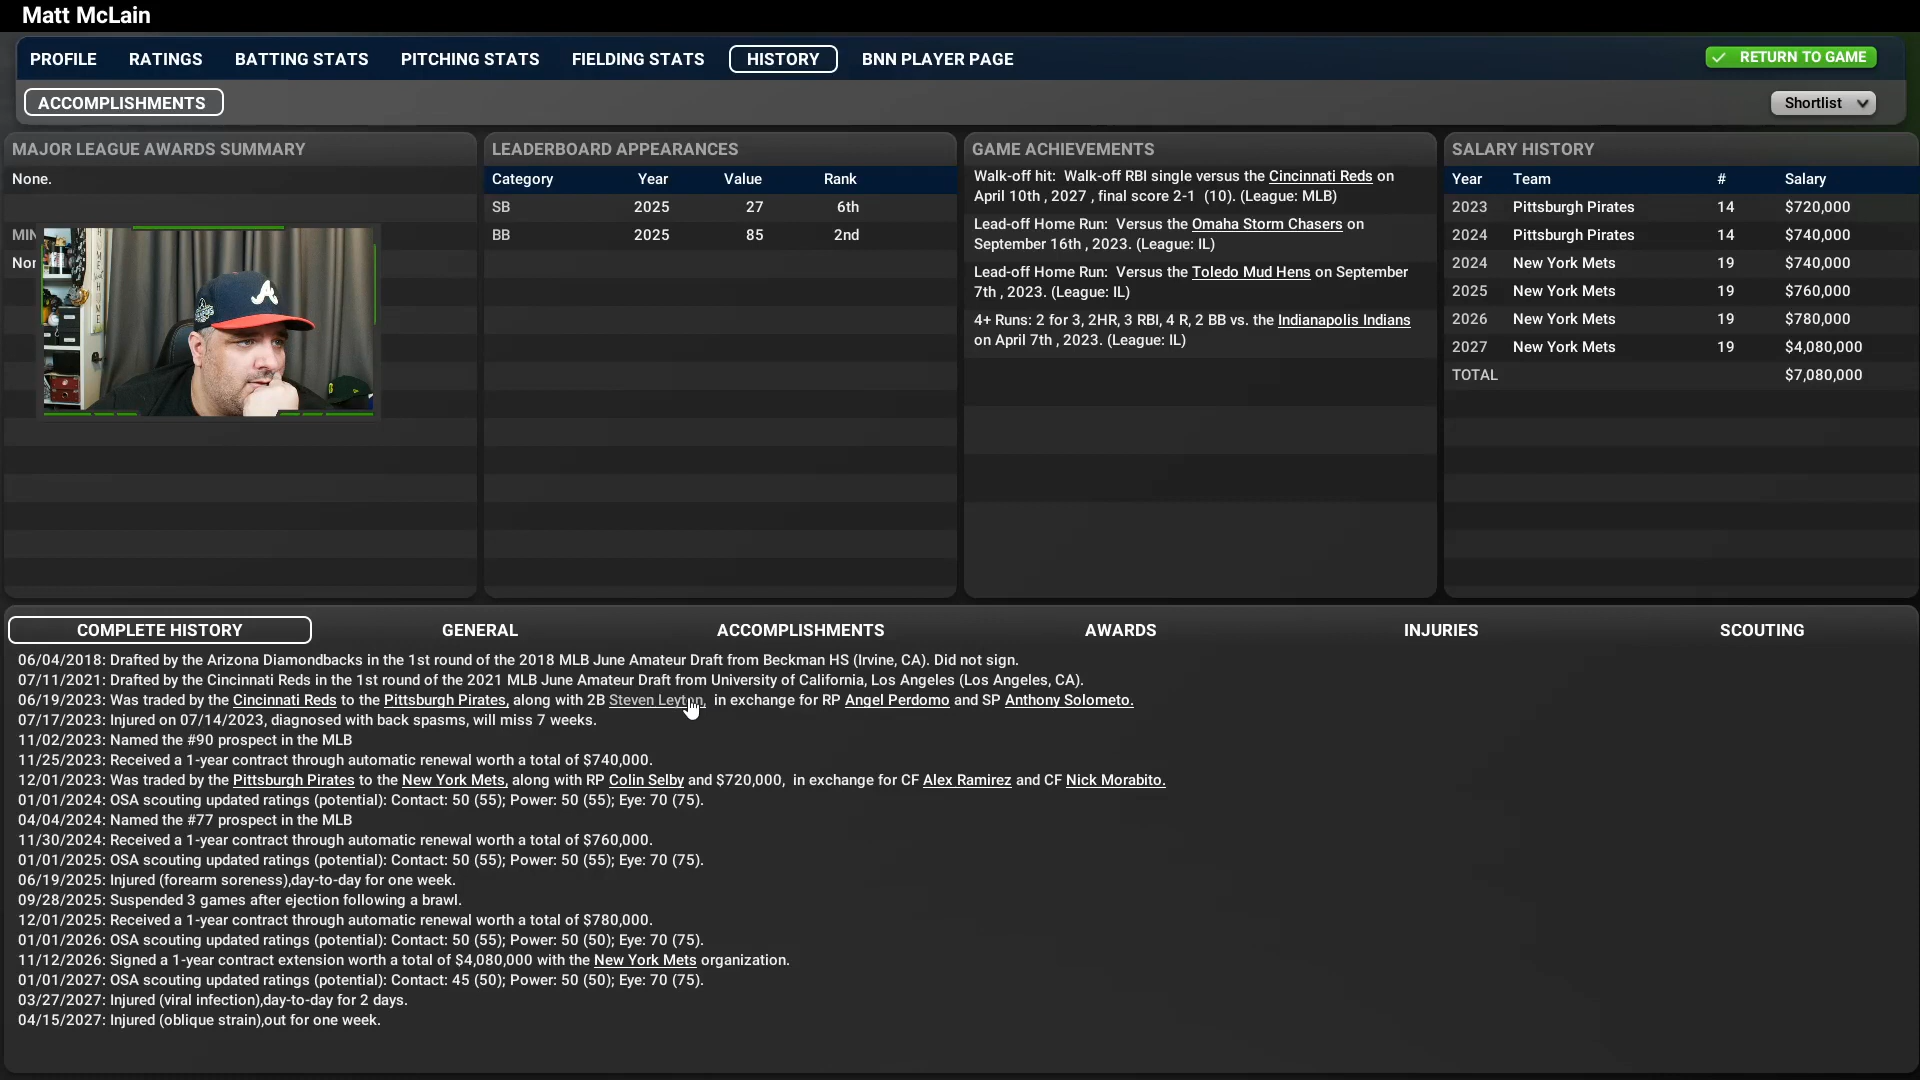 Matt McLain
PROFILE RATINGS BATTING STATS PITCHING STATS FIELDING STATS HISTORY BNN PLAYER PAGE RETURN TO GAME
ACCOMPLISHMENTS Shortlist
MAJOR LEAGUE AWARDS SUMMARY
None.
MIN
Nor
LEADERBOARD APPEARANCES
Category Year Value Rank
SB 2025 27 6th
BB 2025 85 2nd
GAME ACHIEVEMENTS
Walk-off hit: Walk-off RBI single versus the Cincinnati Reds on
April 10th , 2027 , final score 2-1 (10). (League: MLB)
Lead-off Home Run: Versus the Omaha Storm Chasers on
September 16th , 2023. (League: IL)
Lead-off Home Run: Versus the Toledo Mud Hens on September
7th , 2023. (League: IL)
4+ Runs: 2 for 3, 2HR, 3 RBI, 4 R, 2 BB vs. the Indianapolis Indians
on April 7th , 2023. (League: IL)
SALARY HISTORY
Year Team # Salary
2023 Pittsburgh Pirates 14 $720,000
2024 Pittsburgh Pirates 14 $740,000
2024 New York Mets 19 $740,000
2025 New York Mets 19 $760,000
2026 New York Mets 19 $780,000
2027 New York Mets 19 $4,080,000
TOTAL $7,080,000
COMPLETE HISTORY GENERAL ACCOMPLISHMENTS AWARDS INJURIES SCOUTING
06/04/2018: Drafted by the Arizona Diamondbacks in the 1st round of the 2018 MLB June Amateur Draft from Beckman HS (Irvine, CA). Did not sign.
07/11/2021: Drafted by the Cincinnati Reds in the 1st round of the 2021 MLB June Amateur Draft from University of California, Los Angeles (Los Angeles, CA).
06/19/2023: Was traded by the Cincinnati Reds to the Pittsburgh Pirates, along with 2B Steven Leyton, in exchange for RP Angel Perdomo and SP Anthony Solometo.
07/17/2023: Injured on 07/14/2023, diagnosed with back spasms, will miss 7 weeks.
11/02/2023: Named the #90 prospect in the MLB
11/25/2023: Received a 1-year contract through automatic renewal worth a total of $740,000.
12/01/2023: Was traded by the Pittsburgh Pirates to the New York Mets, along with RP Colin Selby and $720,000, in exchange for CF Alex Ramirez and CF Nick Morabito.
01/01/2024: OSA scouting updated ratings (potential): Contact: 50 (55); Power: 50 (55); Eye: 70 (75).
04/04/2024: Named the #77 prospect in the MLB
11/30/2024: Received a 1-year contract through automatic renewal worth a total of $760,000.
01/01/2025: OSA scouting updated ratings (potential): Contact: 50 (55); Power: 50 (55); Eye: 70 (75).
06/19/2025: Injured (forearm soreness),day-to-day for one week.
09/28/2025: Suspended 3 games after ejection following a brawl.
12/01/2025: Received a 1-year contract through automatic renewal worth a total of $780,000.
01/01/2026: OSA scouting updated ratings (potential): Contact: 50 (55); Power: 50 (50); Eye: 70 (75).
11/12/2026: Signed a 1-year contract extension worth a total of $4,080,000 with the New York Mets organization.
01/01/2027: OSA scouting updated ratings (potential): Contact: 45 (50); Power: 50 (50); Eye: 70 (75).
03/27/2027: Injured (viral infection),day-to-day for 2 days.
04/15/2027: Injured (oblique strain),out for one week.